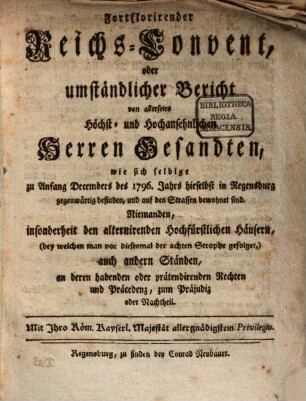 Fortflorirender
Reichs-Convent,
oder
umständlicher Bericht
von allerseits
Höchst- und Hochansehnlichen
BIBLIOTHECA
REGIA
MONACENSIS.
Herren Gesandten,
wie sich selbige
zu Anfang Decembers des 1796. Jahrs hieselbst in Regensburg
gegenwärtig befinden, und auf den Strassen bewohnet sind.
Niemanden,
insonderheit den alternirenden Hochfürstlichen Häusern,
(bey welchen man vor diesesmal der achten Strophe gefolget,)
auch andern Ständen,
an deren habenden oder prätendirenden Rechten
und Präcedenz, zum Präjudiz
oder Nachtheil.
Mit Ihro Röm. Kayserl. Majestät allergnädigstem Privilegio.
Regensburg, zu finden bey Conrad Neubauer.